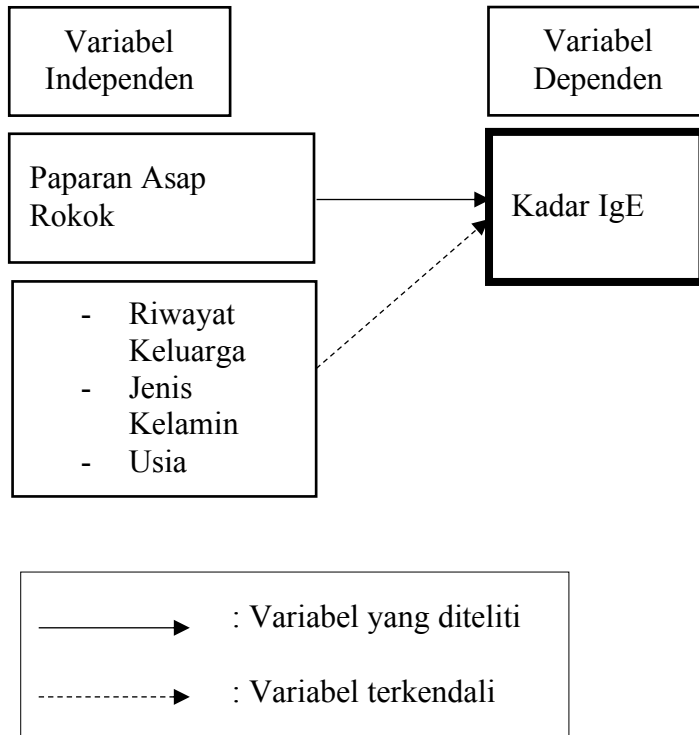 Variabel
Independen
Variabel
Dependen
Paparan Asap
Rokok
Kadar IgE
- Riwayat
Keluarga
- Jenis
Kelamin
- Usia
: Variabel yang diteliti
: Variabel terkendali